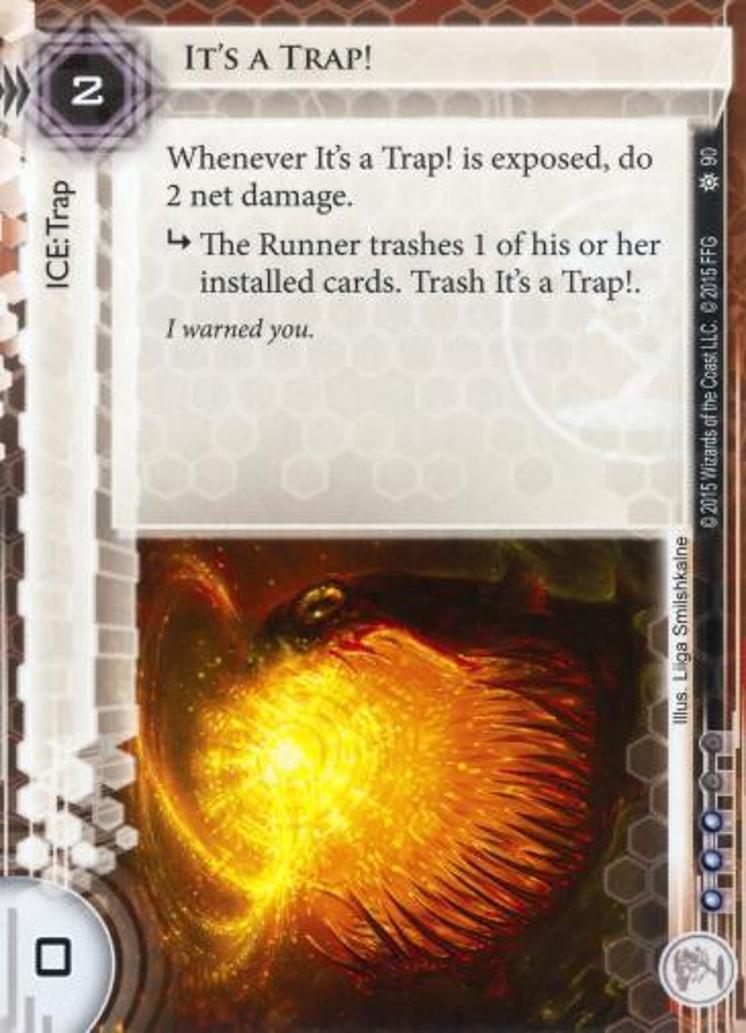 2
IT'S A TRAP!
ICE: Trap
Whenever It's a Trap! is exposed, do
2 net damage.
↳ The Runner trashes 1 of his or her
installed cards. Trash It's a Trap!.
I warned you.
0
Illus. Liiga Smilshkalne
© 2015 Wizards of the Coast LLC. © 2015 FFG
90